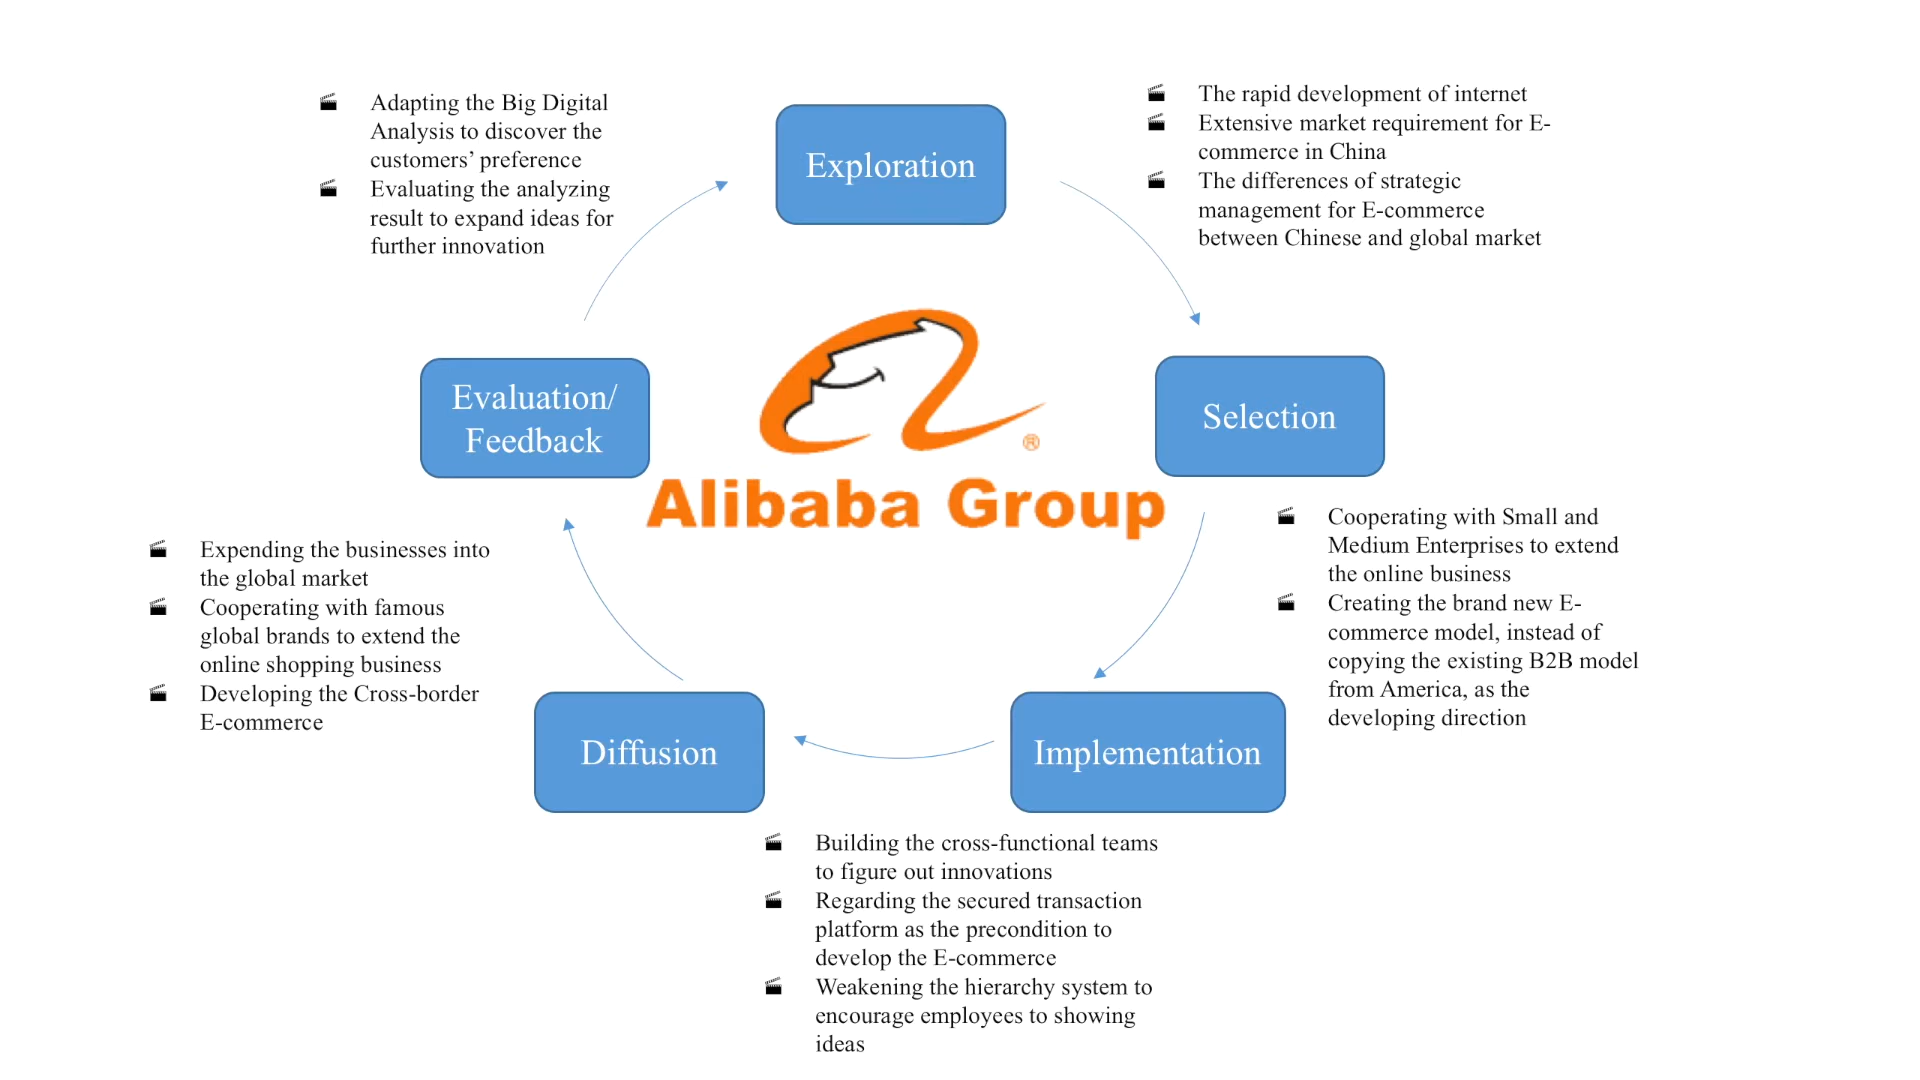 Adapting the Big Digital
Analysis to discover the
customers’ preference
Evaluating the analyzing
result to expand ideas for
further innovation
Exploration
The rapid development of internet
Extensive market requirement for E-
commerce in China
The differences of strategic
management for E-commerce
between Chinese and global market
Evaluation/
Feedback
Alibaba Group
®
Selection
Cooperating with Small and
Medium Enterprises to extend
the online business
Creating the brand new E-
commerce model, instead of
copying the existing B2B model
from America, as the
developing direction
Expending the businesses into
the global market
Cooperating with famous
global brands to extend the
online shopping business
Developing the Cross-border
E-commerce
Diffusion
Implementation
Building the cross-functional teams
to figure out innovations
Regarding the secured transaction
platform as the precondition to
develop the E-commerce
Weakening the hierarchy system to
encourage employees to showing
ideas